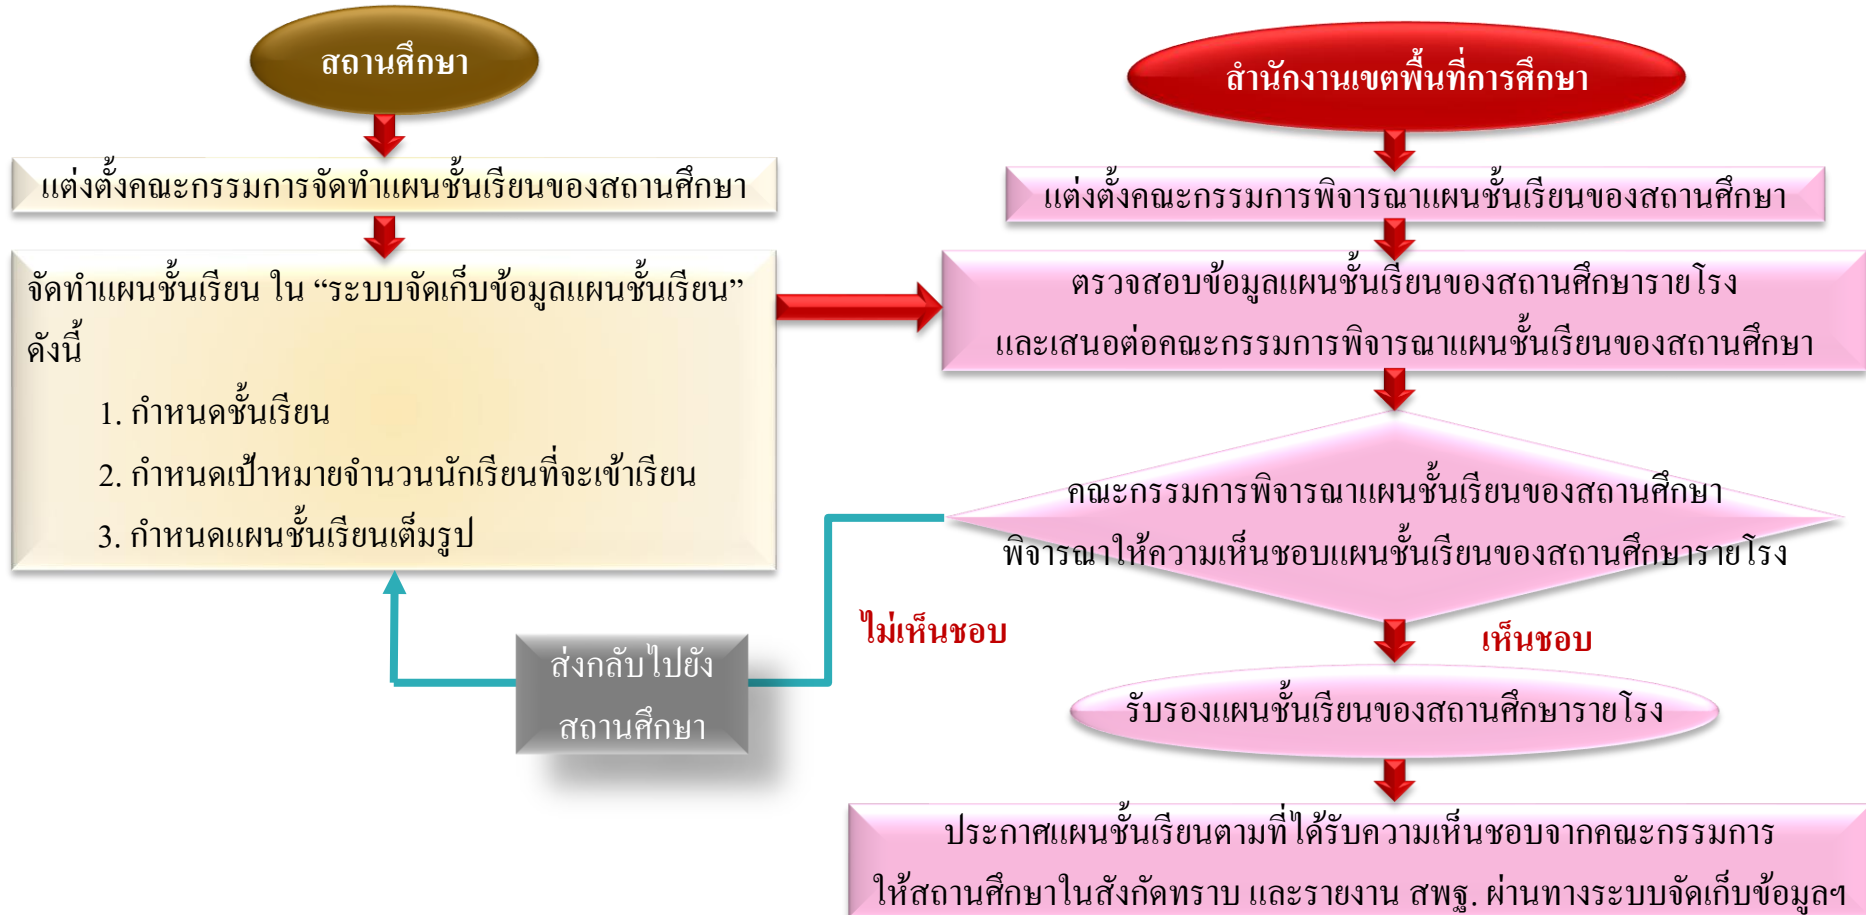 สถานศึกษา
แต่งตั้งคณะกรรมการจัดทำแผนชั้นเรียนของสถานศึกษา
จัดทำแผนชั้นเรียน ใน “ระบบจัดเก็บข้อมูลแผนชั้นเรียน”
ดังนี้
1. กำหนดชั้นเรียน
2. กำหนดเป้าหมายจำนวนนักเรียนที่จะเข้าเรียน
3. กำหนดแผนชั้นเรียนเต็มรูป
สำนักงานเขตพื้นที่การศึกษา
แต่งตั้งคณะกรรมการพิจารณาแผนชั้นเรียนของสถานศึกษา
ตรวจสอบข้อมูลแผนชั้นเรียนของสถานศึกษารายโรง
และเสนอต่อคณะกรรมการพิจารณาแผนชั้นเรียนของสถานศึกษา
คณะกรรมการพิจารณาแผนชั้นเรียนของสถานศึกษา
พิจารณาให้ความเห็นชอบแผนชั้นเรียนของสถานศึกษารายโรง
ไม่เห็นชอบ
ส่งกลับไปยัง
สถานศึกษา
เห็นชอบ
รับรองแผนชั้นเรียนของสถานศึกษารายโรง
ประกาศแผนชั้นเรียนตามที่ได้รับความเห็นชอบจากคณะกรรมการ
ให้สถานศึกษาในสังกัดทราบ และรายงาน สพฐ. ผ่านทางระบบจัดเก็บข้อมูลฯ